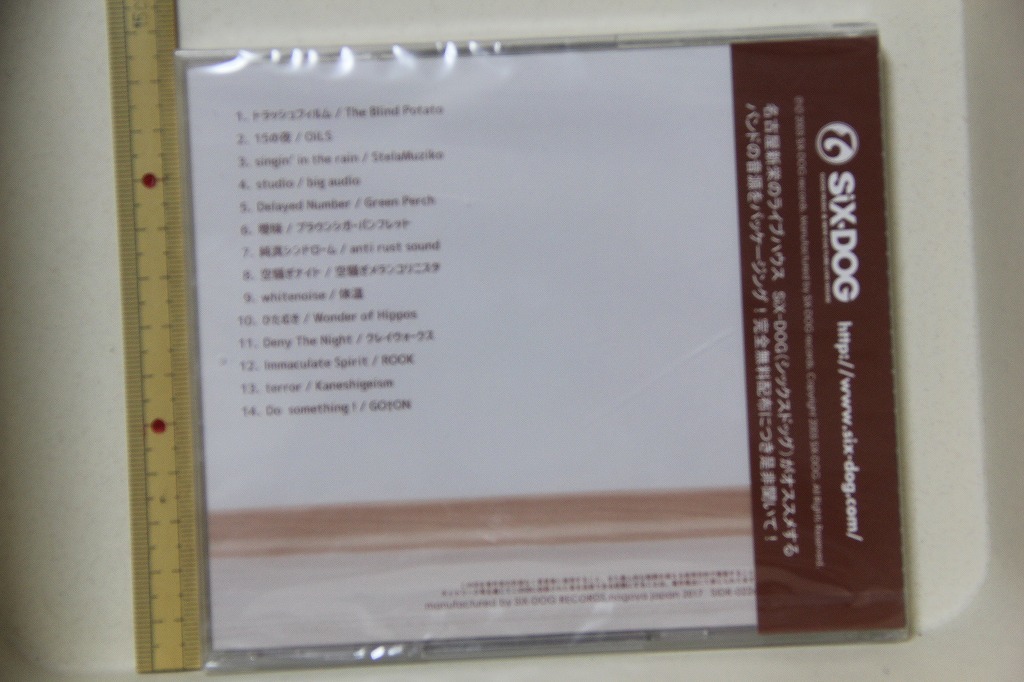 1. トラッシュフィルム / The Blind Potato
2. 15の夜 / OiLS
3. singin' in the rain / StelaMuziko
4. studio / big audio
5. Delayed Number / Green Perch
6. 曖昧 / ブラウンシガーパンフレット
7. 純真シンドローム / anti rust sound
8. 空騒ぎナイト / 空騒ぎメランコリニスタ
9. whitenoise / 体温
10. ひたむき / Wonder of Hippos
11. Deny The Night / クレイヴォークス
12. Immaculate Spirit / ROOK
13. terror / Kaneshigeism
14. Do something ! / GO†ON
manufactured by SIX-DOG RECORDS.nagoya japan 2017
SiX-DOG http://www.six-dog.com/
名古屋新栄のライブハウス SiX-DOG(シックスドッグ)がオススメする
バンドの音源をパッケージング!完全無料配布につき是非聞いて!